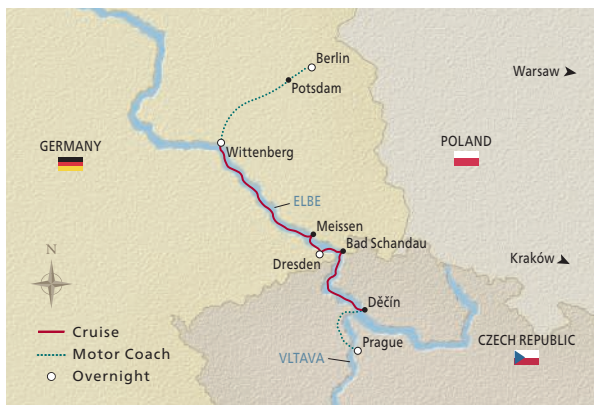 Berlin
Potsdam
Warsaw
GERMANY
Wittenberg
POLAND
ELBE
Meissen
Bad Schandau
Dresden
N
Kraków
Děčín
Cruise
Motor Coach
Overnight
VLTAVA
Prague
CZECH REPUBLIC